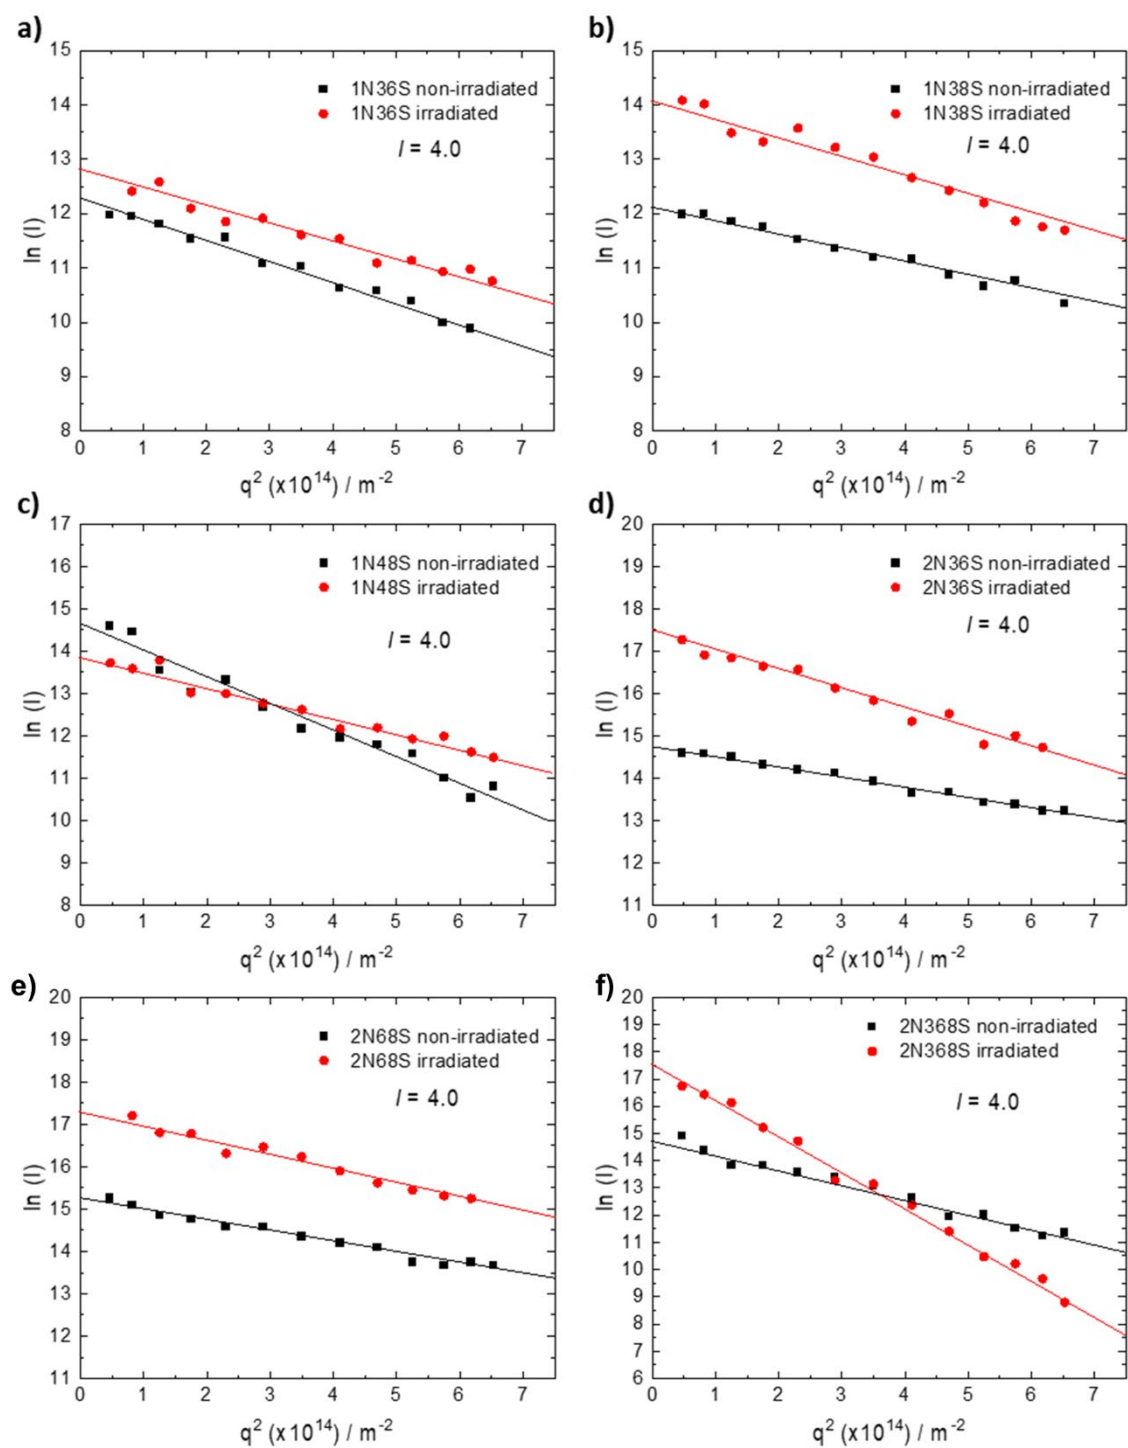 a)
15
14
13
12
11
10
9
8
ln (I)
1N36S non-irradiated
1N36S irradiated
l = 4.0
0 1 2 3 4 5 6 7
q² (x10¹⁴) / m⁻²
b)
15
14
13
12
11
10
9
8
ln (I)
1N38S non-irradiated
1N38S irradiated
l = 4.0
0 1 2 3 4 5 6 7
q² (x10¹⁴) / m⁻²
c)
17
16
15
14
13
12
11
10
9
8
ln (I)
1N48S non-irradiated
1N48S irradiated
l = 4.0
0 1 2 3 4 5 6 7
q² (x10¹⁴) / m⁻²
d)
20
19
18
17
16
15
14
13
12
11
ln (I)
2N36S non-irradiated
2N36S irradiated
l = 4.0
0 1 2 3 4 5 6 7
q² (x10¹⁴) / m⁻²
e)
20
19
18
17
16
15
14
13
12
11
ln (I)
2N68S non-irradiated
2N68S irradiated
l = 4.0
0 1 2 3 4 5 6 7
q² (x10¹⁴) / m⁻²
f)
20
19
18
17
16
15
14
13
12
11
10
9
8
7
6
ln (I)
2N368S non-irradiated
2N368S irradiated
l = 4.0
0 1 2 3 4 5 6 7
q² (x10¹⁴) / m⁻²